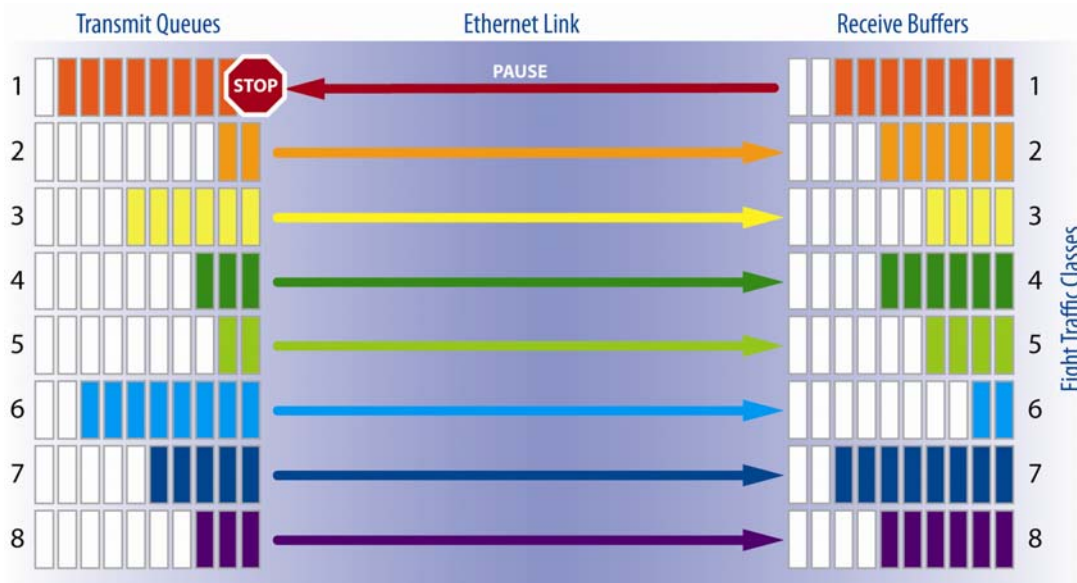 Transmit Queues Ethernet Link Receive Buffers
1 STOP PAUSE 1
2 2
3 3
4 4
5 5
6 6
7 7
8 8
Eight Traffic Classes